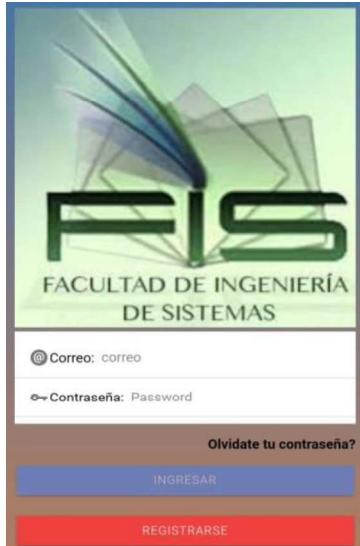 FIS
FACULTAD DE INGENIERÍA
DE SISTEMAS
@ Correo: correo
Contraseña: Password
Olvidate tu contraseña?
INGRESAR
REGISTRARSE